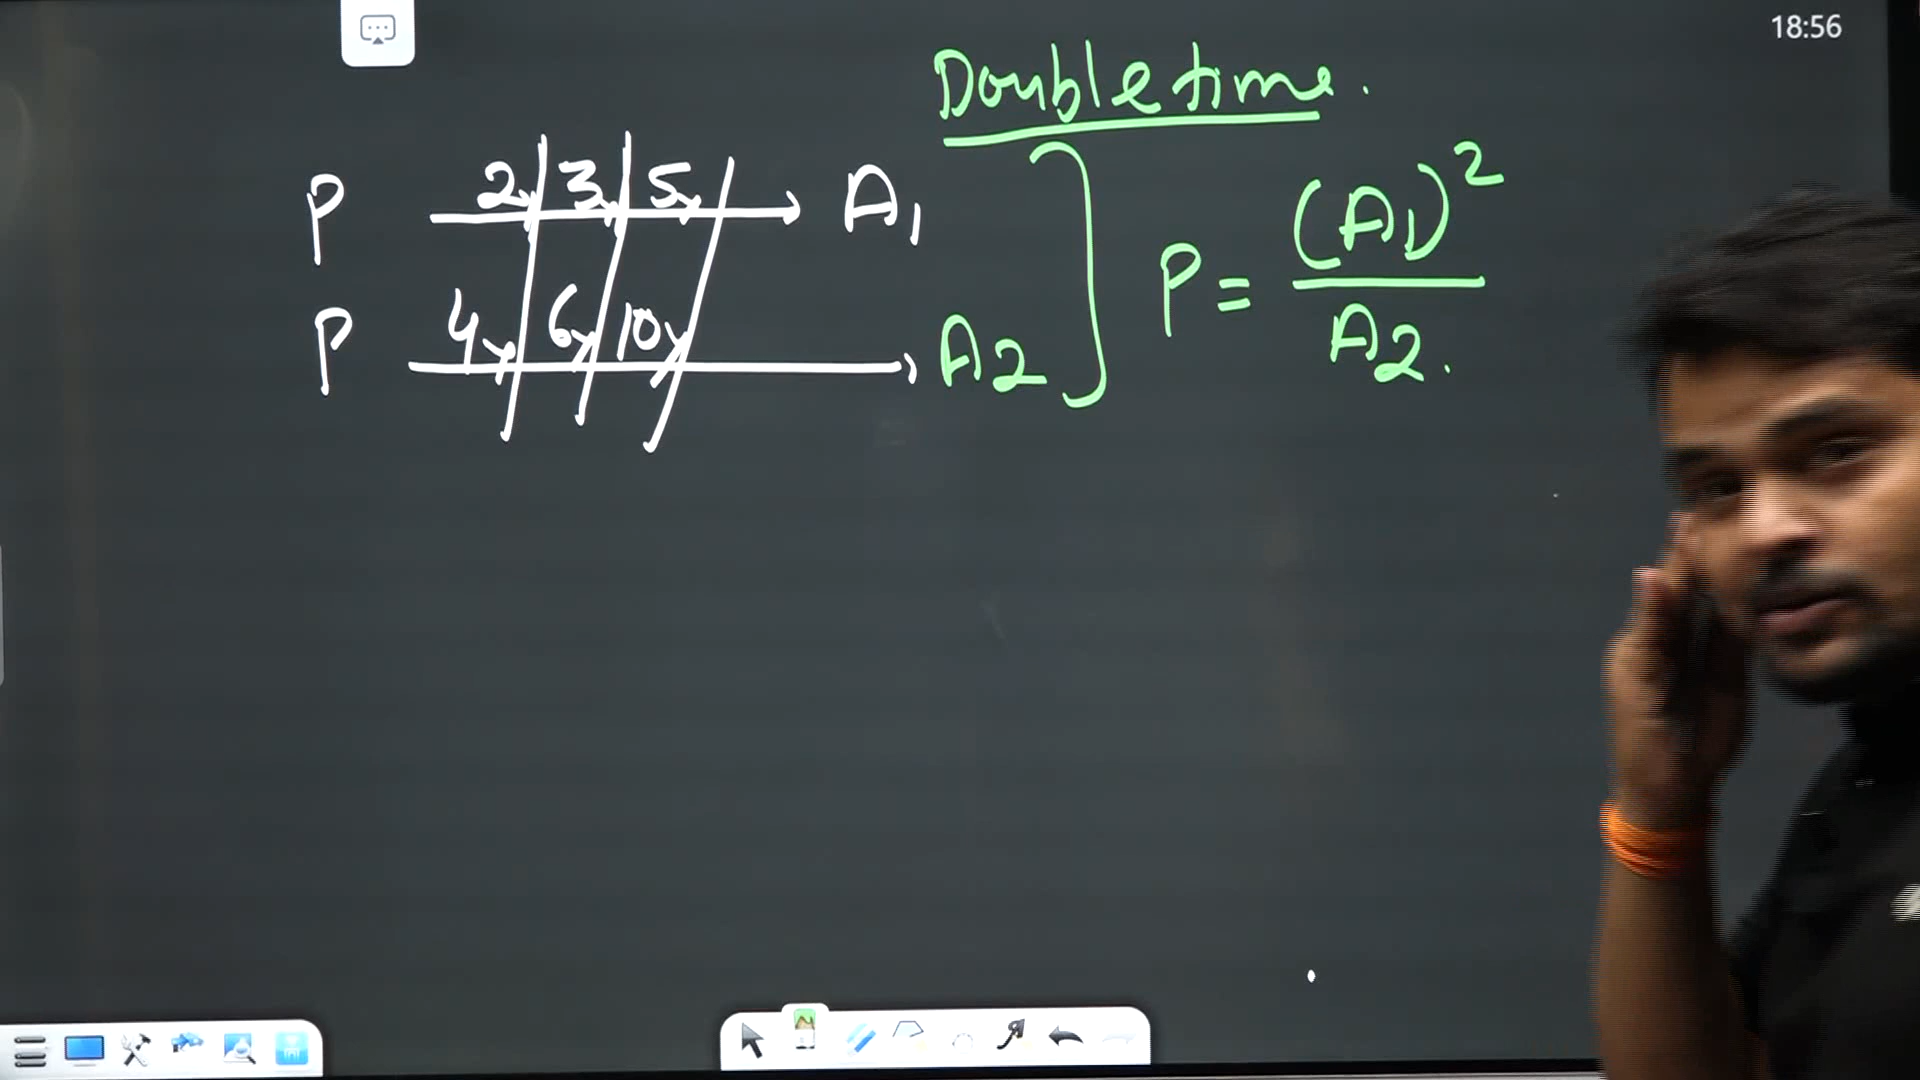 18:56
Double time.
P 2y 3y 5y A1
P 4y 6y 10y A2
P = (A1)² / A2.